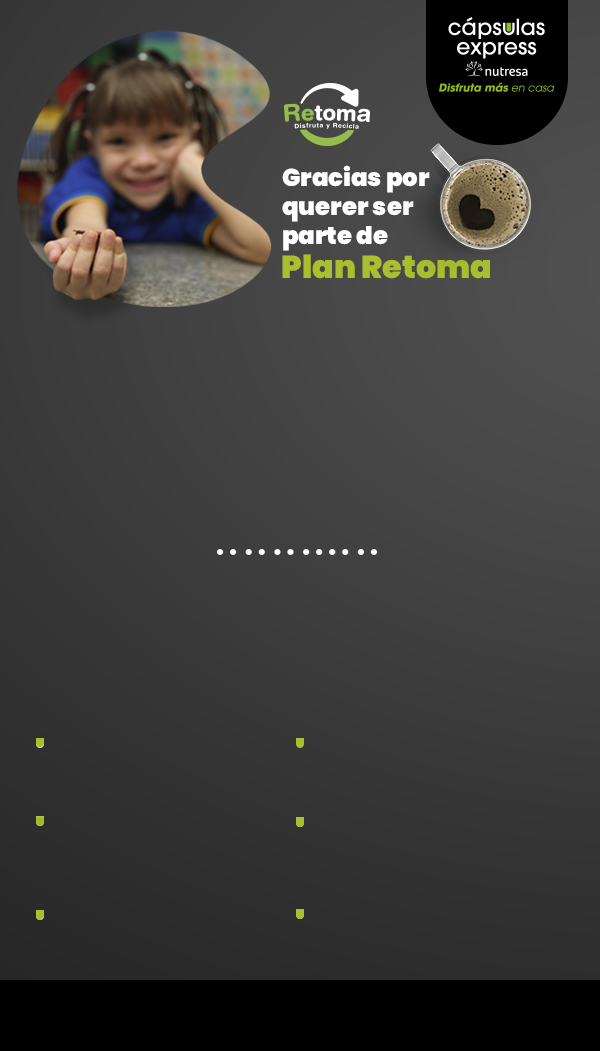 cápsulas
express
nutresa
Disfruta más en casa
Retoma
Disfruta y Recicla
Gracias por
querer ser
parte de
Plan Retoma